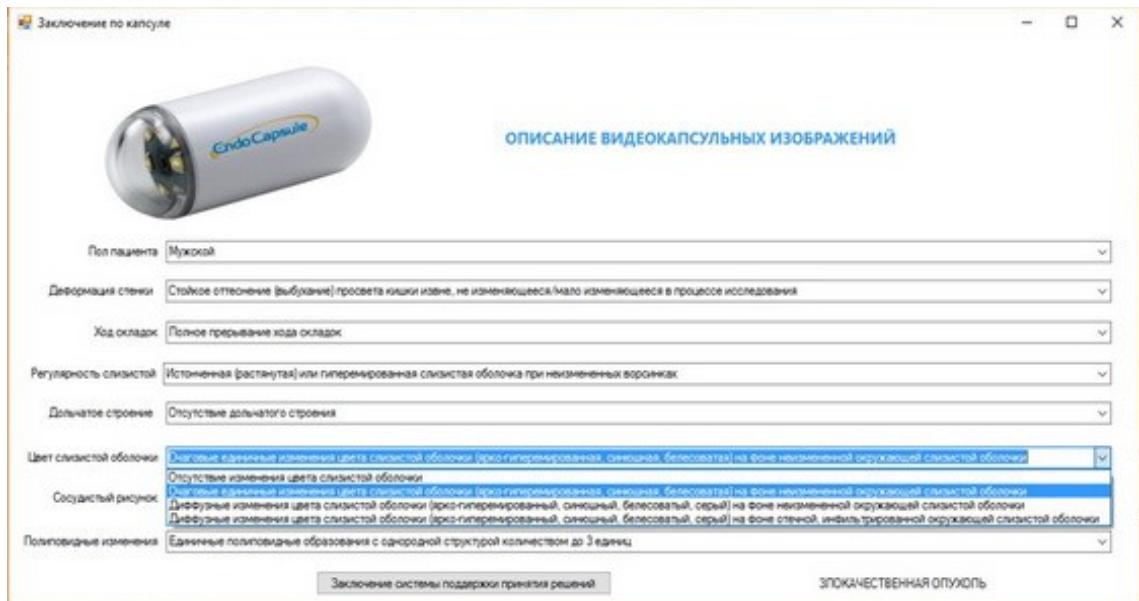 Заключение по капсуле
EndoCapsule
ОПИСАНИЕ ВИДЕОКАПСУЛЬНЫХ ИЗОБРАЖЕНИЙ
Пол пациента Мужской
Деформация стенки Стойкое оттеснение (выбухание) просвета кишки извне, не изменяющееся/мало изменяющееся в процессе исследования
Ход складок Полное прерывание хода складок
Регулярность слизистой Истонченная (растянутая) или гиперемированная слизистая оболочка при неизмененных ворсинках
Дольчатое строение Отсутствие дольчатого строения
Цвет слизистой оболочки Очаговые единичные изменения цвета слизистой оболочки (ярко-гиперемированная, синюшная, белесоватая) на фоне неизмененной окружающей слизистой оболочки
Отсутствие изменения цвета слизистой оболочки
Сосудистый рисунок Очаговые единичные изменения цвета слизистой оболочки (ярко-гиперемированная, синюшная, белесоватая) на фоне неизмененной окружающей слизистой оболочки
Диффузные изменения цвета слизистой оболочки (ярко-гиперемированный, синюшный, белесоватый, серый) на фоне неизмененной окружающей слизистой оболочки
Диффузные изменения цвета слизистой оболочки (ярко-гиперемированный, синюшный, белесоватый, серый) на фоне отечной, инфильтрированной окружающей слизистой оболочки
Полиповидные изменения Единичные полиповидные образования с однородной структурой количеством до 3 единиц
Заключение системы поддержки принятия решений ЗЛОКАЧЕСТВЕННАЯ ОПУХОЛЬ